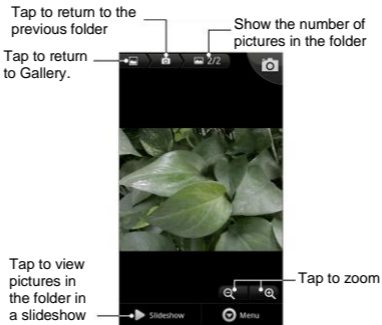 Tap to return to the
previous folder
Show the number of
pictures in the folder
Tap to return
to Gallery.
2/2
Tap to view
pictures in
the folder in
a slideshow
Tap to zoom
Slideshow
Menu